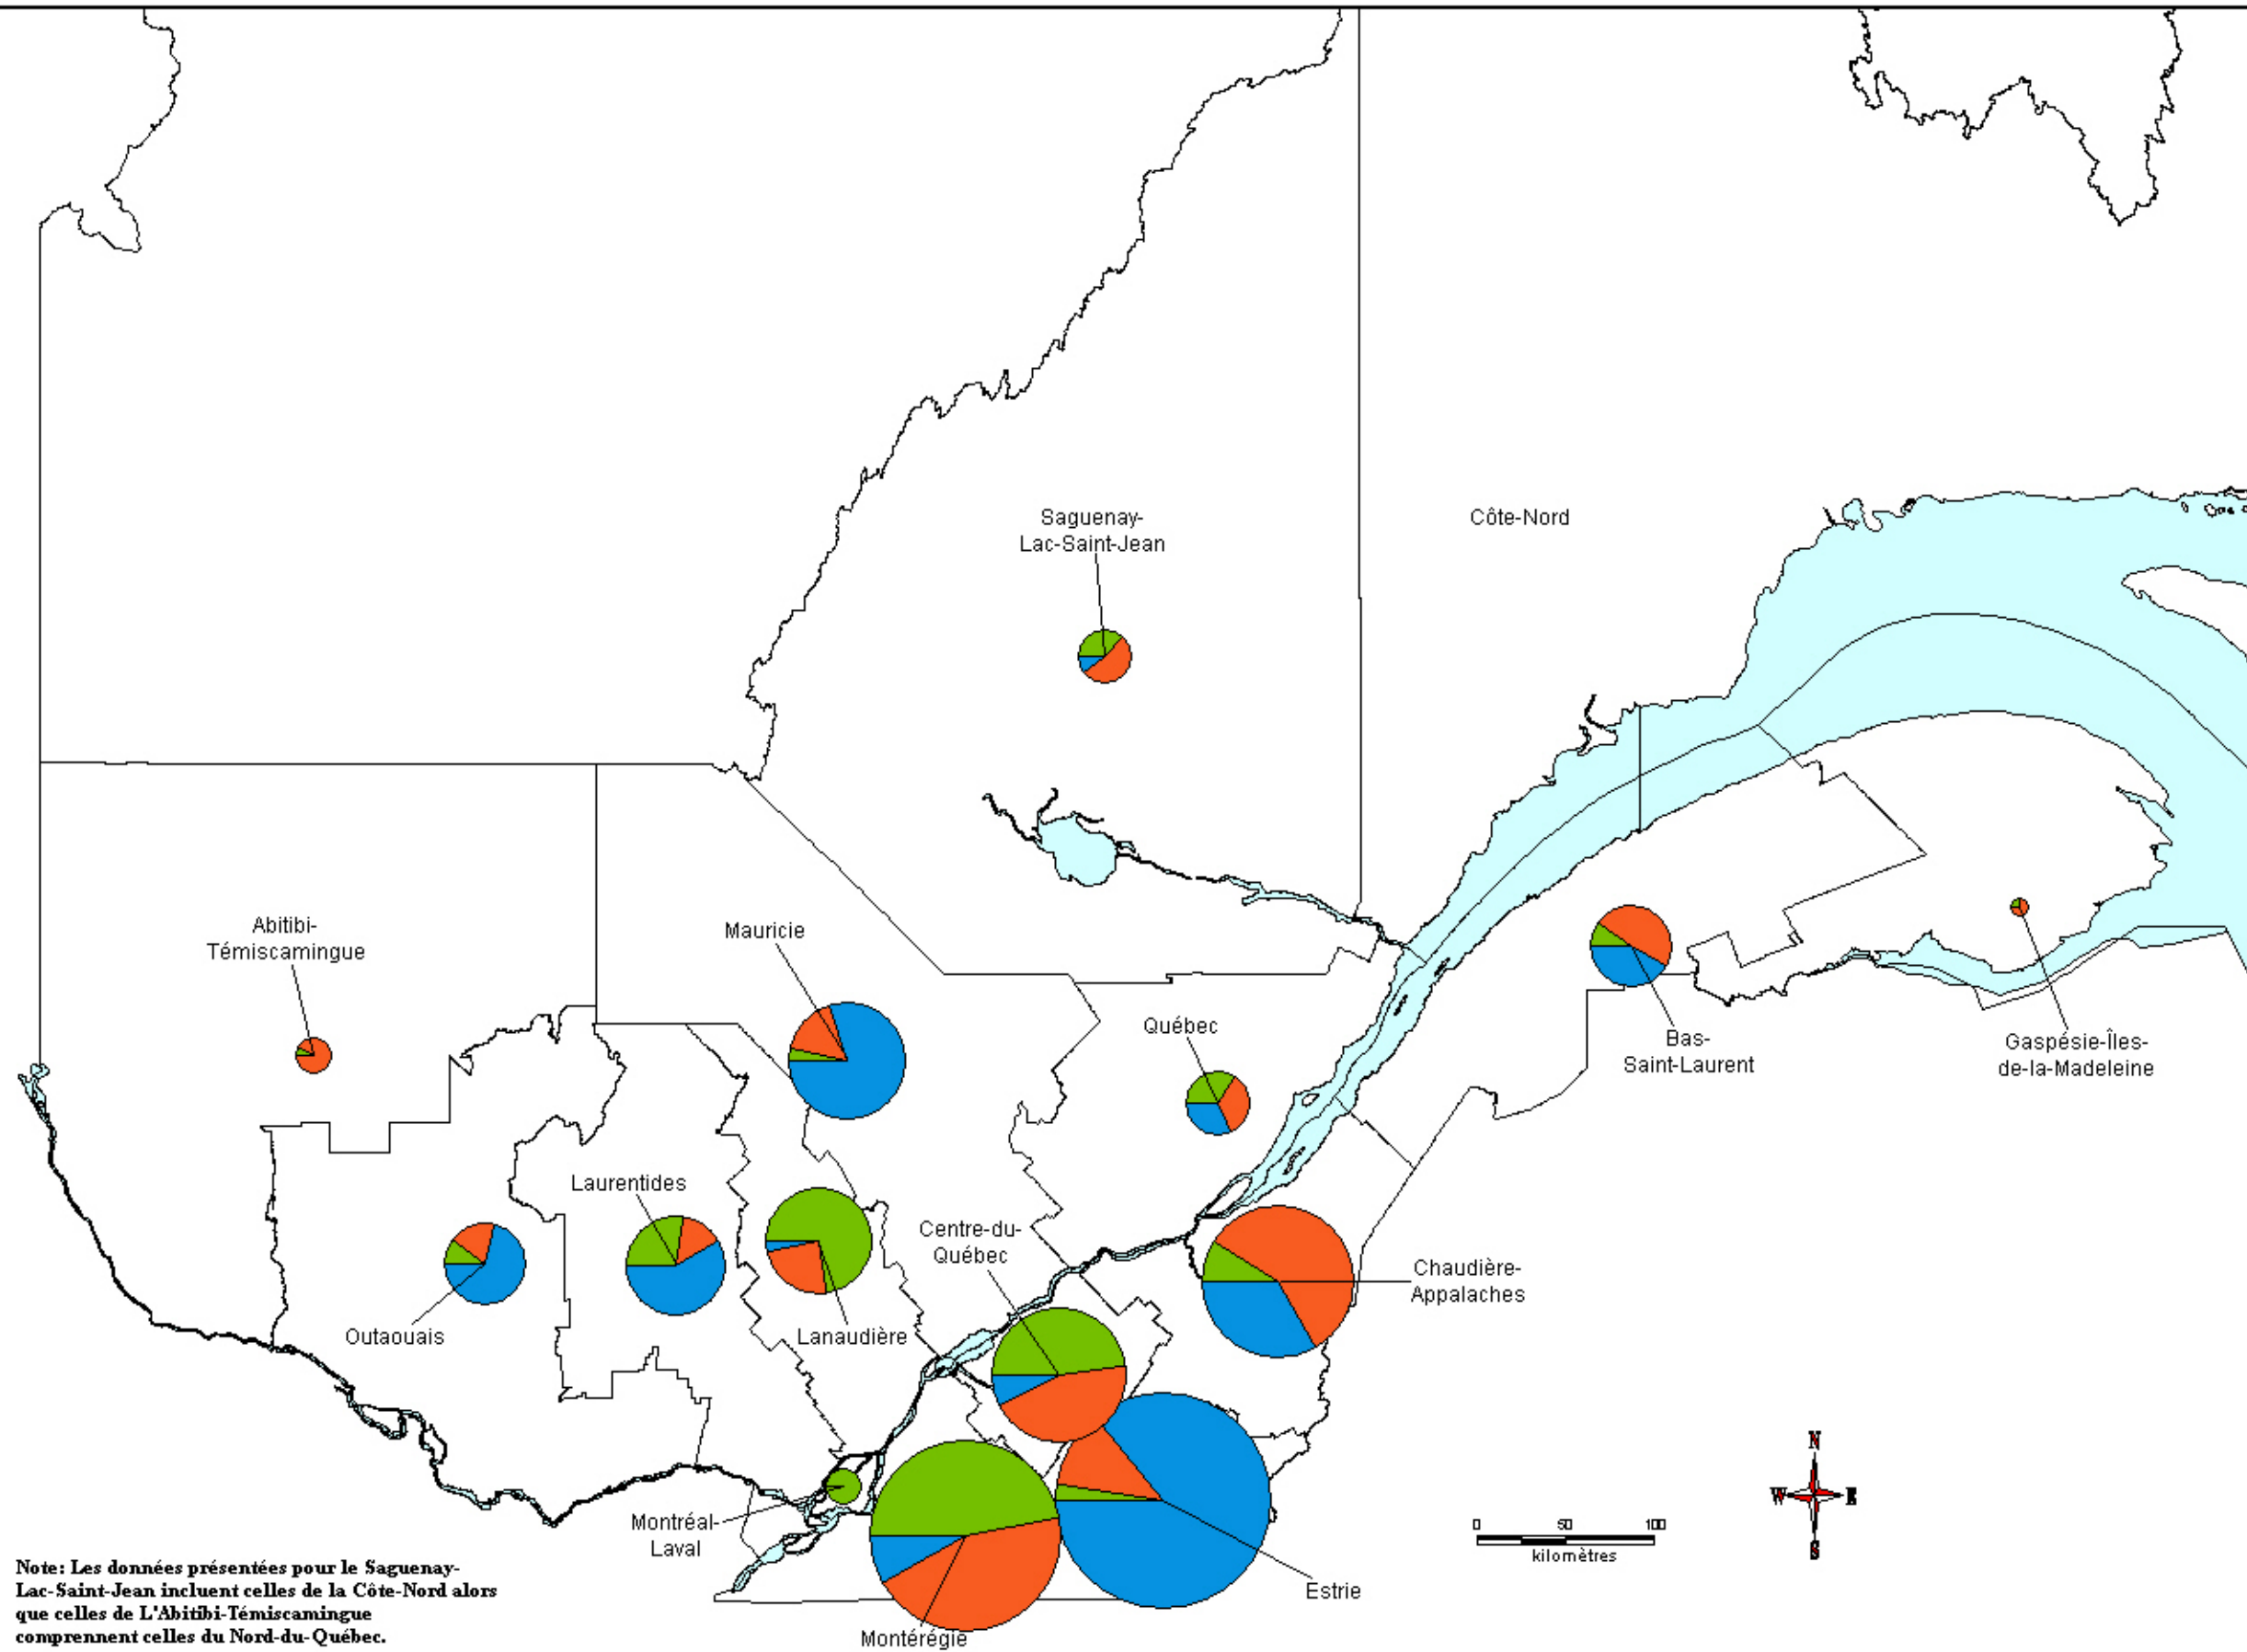 Saguenay-
Lac-Saint-Jean
Côte-Nord
Abitibi-
Témiscamingue
Mauricie
Québec
Bas-
Saint-Laurent
Gaspésie-Îles-
de-la-Madeleine
Laurentides
Centre-du-
Québec
Chaudière-
Appalaches
Outaouais
Lanaudière
N
W
E
S
Montréal-
Laval
0 50 100
kilomètres
Estrie
Montérégie
Note: Les données présentées pour le Saguenay-
Lac-Saint-Jean incluent celles de la Côte-Nord alors
que celles de L'Abitibi-Témiscamingue
comprennent celles du Nord-du-Québec.